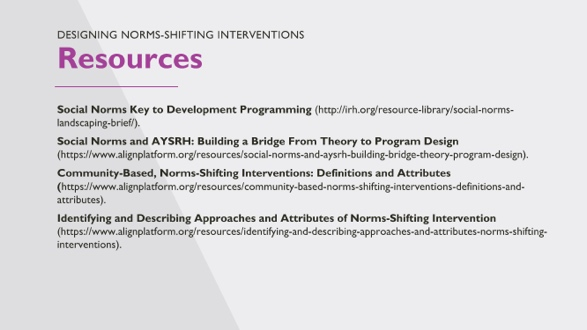 DESIGNING NORMS-SHIFTING INTERVENTIONS
Resources
Social Norms Key to Development Programming (http://irh.org/resource-library/social-norms-
landscaping-brief/).
Social Norms and AYSRH: Building a Bridge From Theory to Program Design
(https://www.alignplatform.org/resources/social-norms-and-aysrh-building-bridge-theory-program-design).
Community-Based, Norms-Shifting Interventions: Definitions and Attributes
(https://www.alignplatform.org/resources/community-based-norms-shifting-interventions-definitions-and-
attributes).
Identifying and Describing Approaches and Attributes of Norms-Shifting Intervention
(https://www.alignplatform.org/resources/identifying-and-describing-approaches-and-attributes-norms-shifting-
interventions).